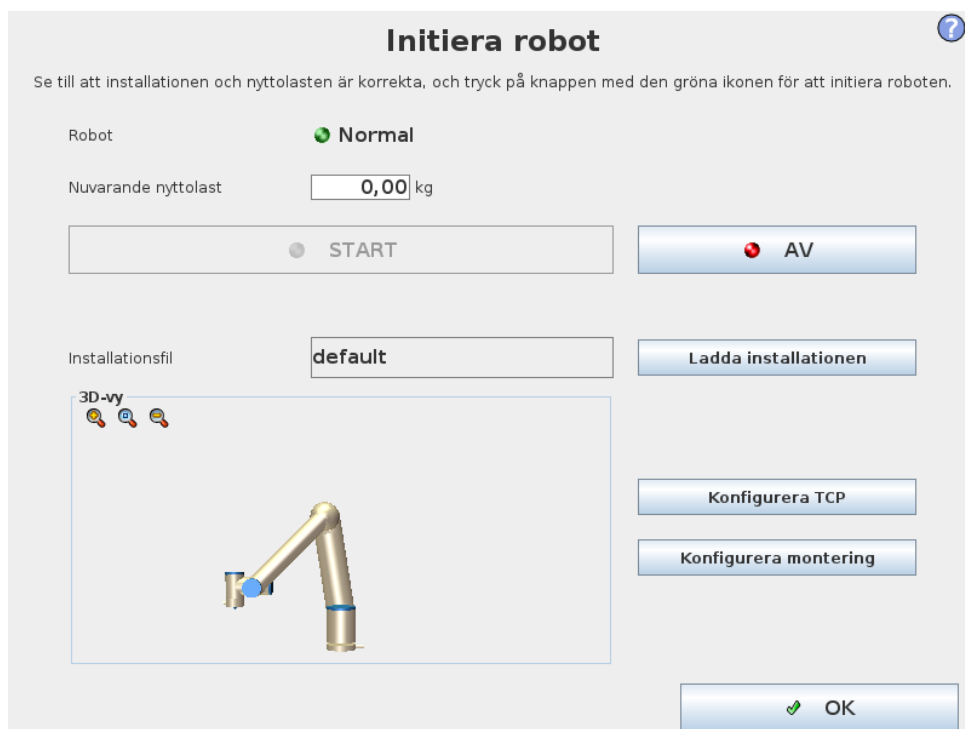 Initiera robot
?
Se till att installationen och nyttolasten är korrekta, och tryck på knappen med den gröna ikonen för att initiera roboten.
Robot
Normal
Nuvarande nyttolast
0,00 kg
START
AV
Installationsfil
default
Ladda installationen
3D-vy
Konfigurera TCP
Konfigurera montering
OK